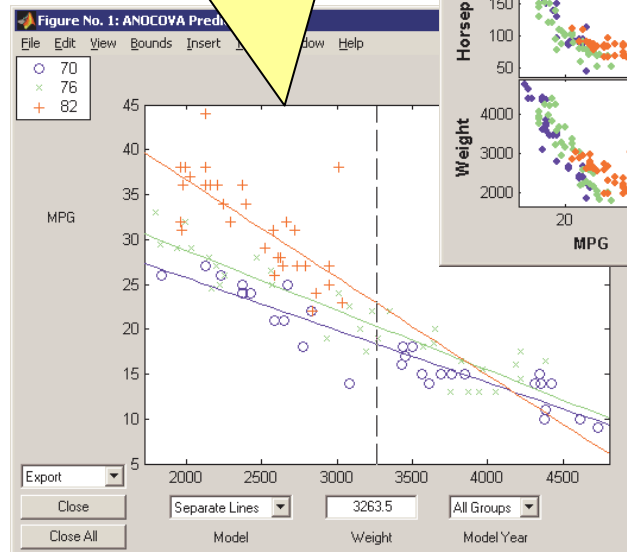 Figure No. 1: ANOCOVA Predi
File Edit View Bounds Insert dow Help
70
76
82
45
40
35
30
25
20
15
10
5
MPG
2000 2500 3000 3500 4000 4500
Export
Close
Close All
Separate Lines
Model
3263.5
Weight
All Groups
Model Year
Horsep
150
100
50
Weight
4000
3000
2000
20
MPG